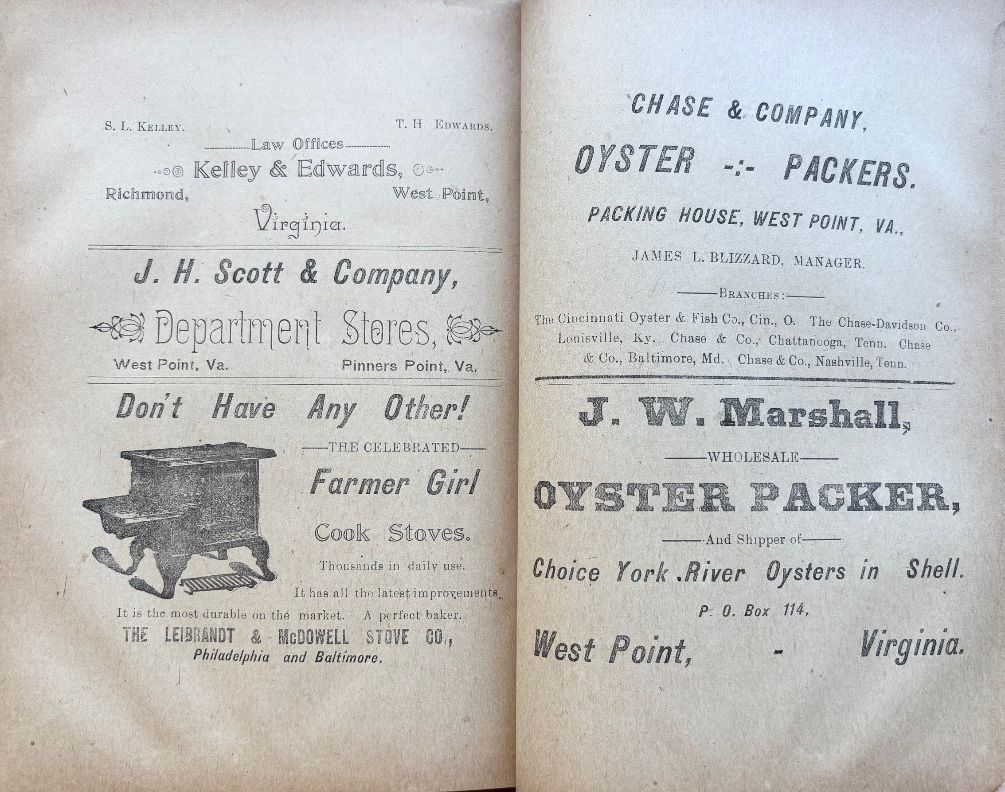 S. L. KELLEY. T. H EDWARDS.
Law Offices
Kelley & Edwards,
Richmond, West Point,
Virginia.
J. H. Scott & Company,
Department Stores,
West Point, Va. Pinners Point, Va.
Don't Have Any Other!
THE CELEBRATED
Farmer Girl
Cook Stoves.
Thousands in daily use.
It has all the latest improvements.
It is the most durable on the market. A perfect baker.
THE LEIBRANDT & McDOWELL STOVE CO.,
Philadelphia and Baltimore.
CHASE & COMPANY,
OYSTER -:- PACKERS.
PACKING HOUSE, WEST POINT, VA.,
JAMES L. BLIZZARD, MANAGER.
BRANCHES:
The Cincinnati Oyster & Fish Co., Cin., O. The Chase-Davidson Co.,
Louisville, Ky. Chase & Co., Chattanooga, Tenn. Chase
& Co., Baltimore, Md. Chase & Co., Nashville, Tenn.
J. W. Marshall,
WHOLESALE
OYSTER PACKER,
And Shipper of
Choice York River Oysters in Shell.
P. O. Box 114,
West Point, - Virginia.